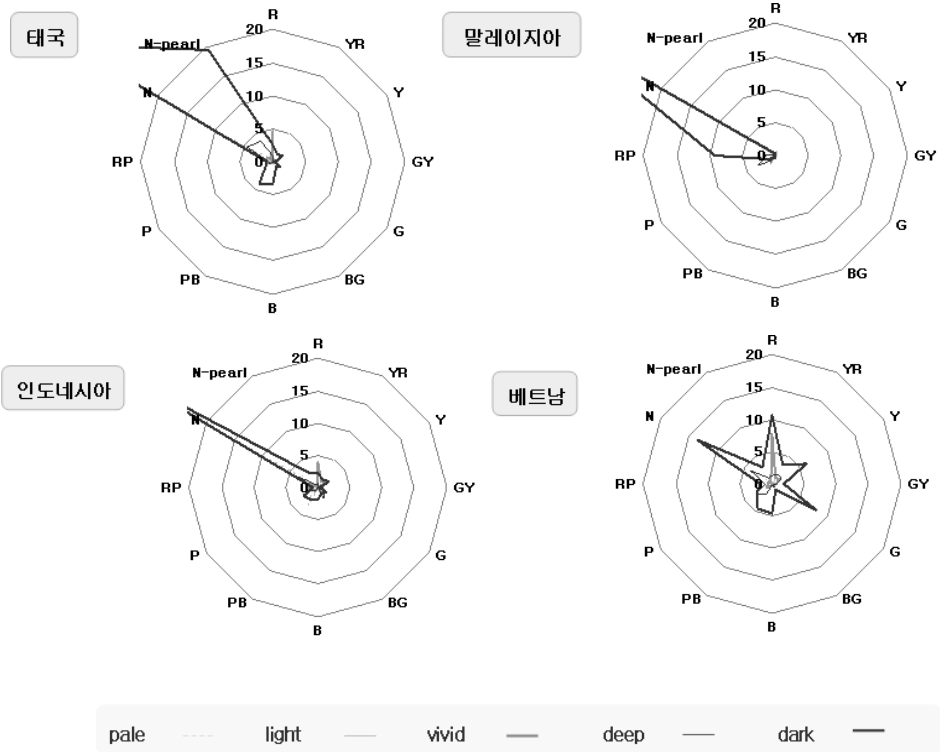 태국
R
YR
Y
GY
G
BG
B
PB
P
RP
N
N-pearl
20
15
10
5
0
말레이지아
R
YR
Y
GY
G
BG
B
PB
P
RP
N
N-pearl
20
15
10
5
0
인도네시아
R
YR
Y
GY
G
BG
B
PB
P
RP
N
N-pearl
20
15
10
5
0
베트남
R
YR
Y
GY
G
BG
B
PB
P
RP
N
N-pearl
20
15
10
5
0
pale light vivid deep dark